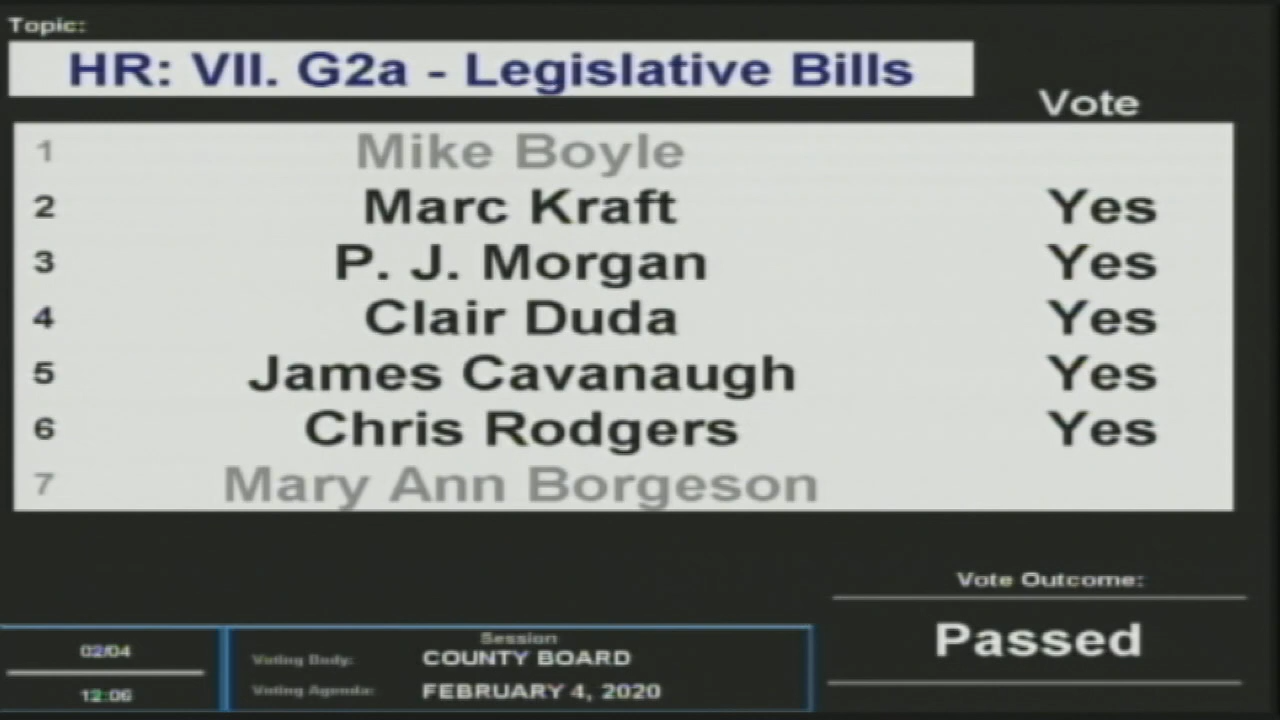 Topic:
HR: VII. G2a - Legislative Bills
Vote
1 Mike Boyle
2 Marc Kraft Yes
3 P. J. Morgan Yes
4 Clair Duda Yes
5 James Cavanaugh Yes
6 Chris Rodgers Yes
7 Mary Ann Borgeson
Vote Outcome:
Passed
02/04
12:06
Session
Voting Body: COUNTY BOARD
Voting Agenda: FEBRUARY 4, 2020